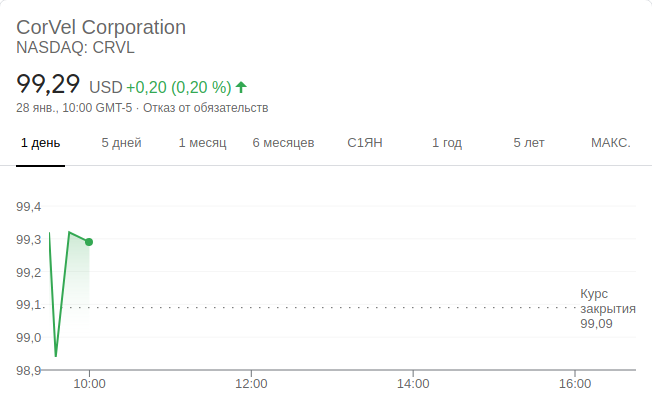 CorVel Corporation
NASDAQ: CRVL
99,29 USD +0,20 (0,20 %)
28 янв., 10:00 GMT-5 · Отказ от обязательств
1 день 5 дней 1 месяц 6 месяцев С1ЯН 1 год 5 лет МАКС.
99,4
99,3
99,2
99,1
99,0
98,9
Курс
закрытия
99,09
10:00 12:00 14:00 16:00